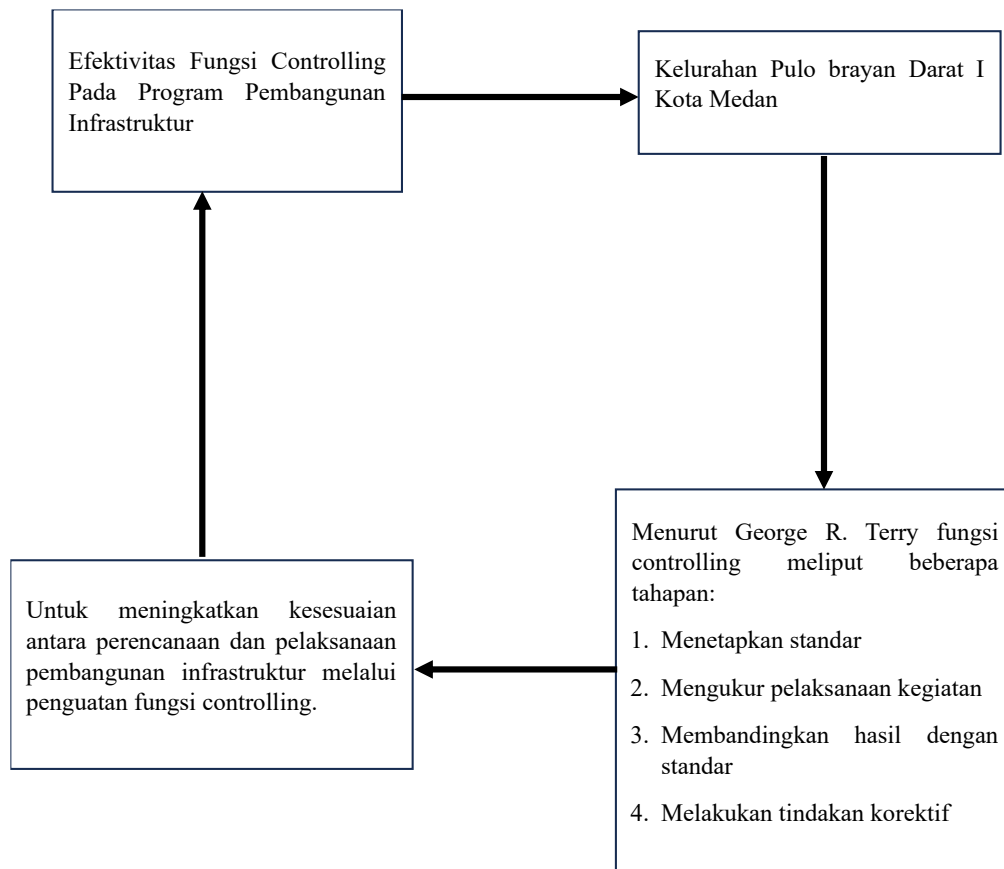 Efektivitas Fungsi Controlling
Pada Program Pembangunan
Infrastruktur
Kelurahan Pulo brayan Darat I
Kota Medan
Menurut George R. Terry fungsi
controlling meliput beberapa
tahapan:
1. Menetapkan standar
2. Mengukur pelaksanaan kegiatan
3. Membandingkan hasil dengan
standar
4. Melakukan tindakan korektif
Untuk meningkatkan kesesuaian
antara perencanaan dan pelaksanaan
pembangunan infrastruktur melalui
penguatan fungsi controlling.